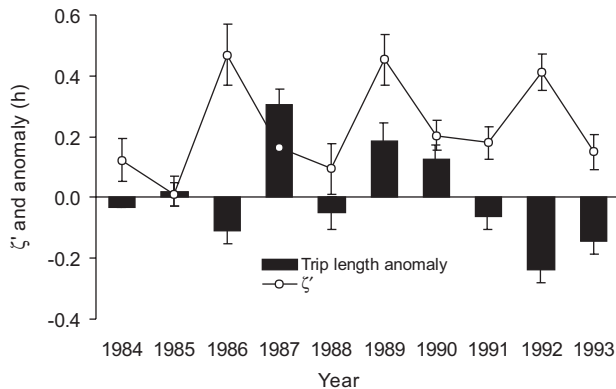 0.6
0.4
0.2
0.0
-0.2
-0.4
ζ′ and anomaly (h)
Trip length anomaly
ζ′
1984 1985 1986 1987 1988 1989 1990 1991 1992 1993
Year